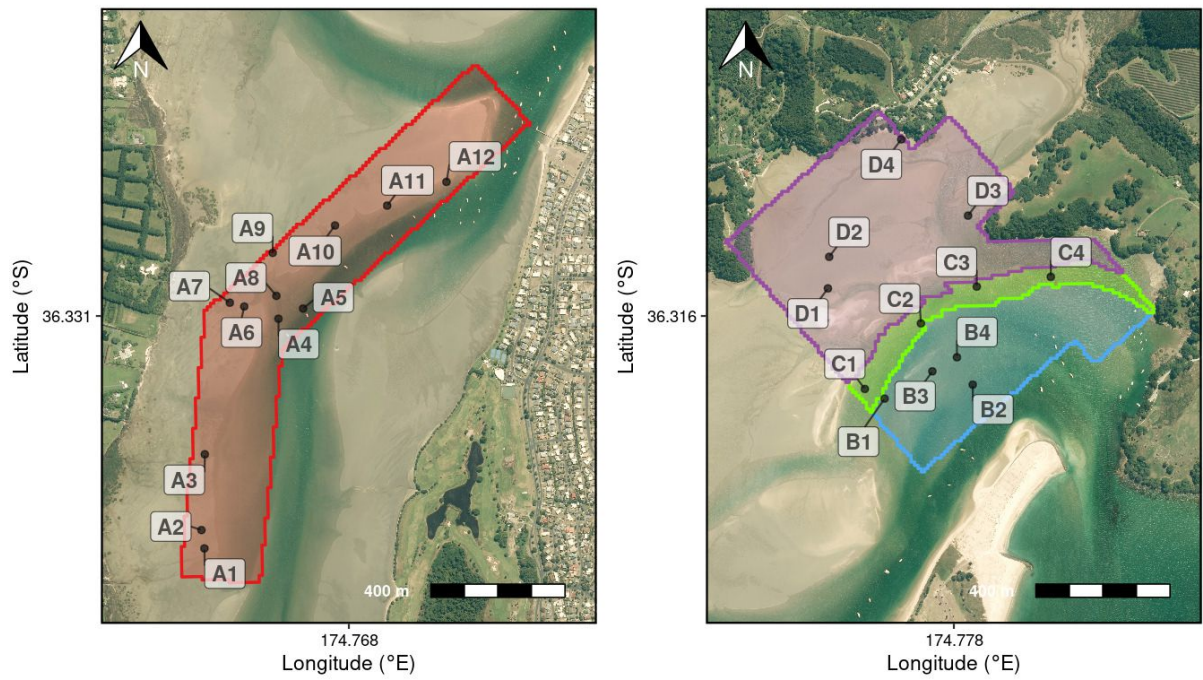 N
A12
A11
A9
A10
A8
A7
A5
A6
A4
A3
A2
A1
400 m
36.331
Latitude (°S)
174.768
Longitude (°E)
N
D4
D3
D2
C3
C4
C2
D1
B4
C1
B3
B2
B1
400 m
36.316
Latitude (°S)
174.778
Longitude (°E)